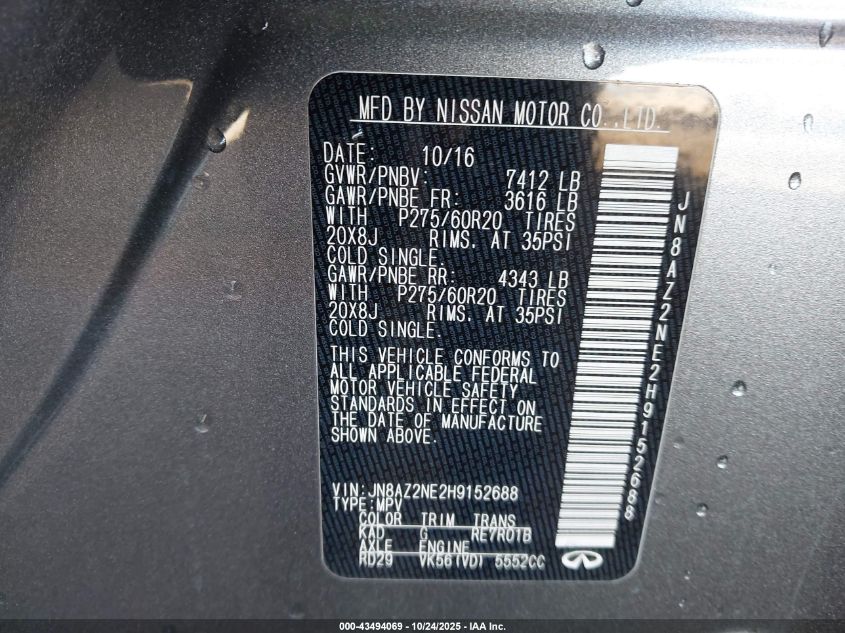 MFD BY NISSAN MOTOR CO.,LTD.
DATE: 10/16
GVWR/PNBV: 7412 LB
GAWR/PNBE FR: 3616 LB
WITH P275/60R20 TIRES
20X8J RIMS. AT 35PSI
COLD SINGLE.
GAWR/PNBE RR: 4343 LB
WITH P275/60R20 TIRES
20X8J RIMS. AT 35PSI
COLD SINGLE.
THIS VEHICLE CONFORMS TO
ALL APPLICABLE FEDERAL
MOTOR VEHICLE SAFETY
STANDARDS IN EFFECT ON
THE DATE OF MANUFACTURE
SHOWN ABOVE.
VIN:JN8AZ2NE2H9152688
TYPE:MPV
COLOR TRIM TRANS
KAD G RE7R01B
AXLE ENGINE
RD29 VK56(VD) 5552CC
JN8AZ2NE2H9152688
000-43494069 • 10/24/2025 • IAA Inc.